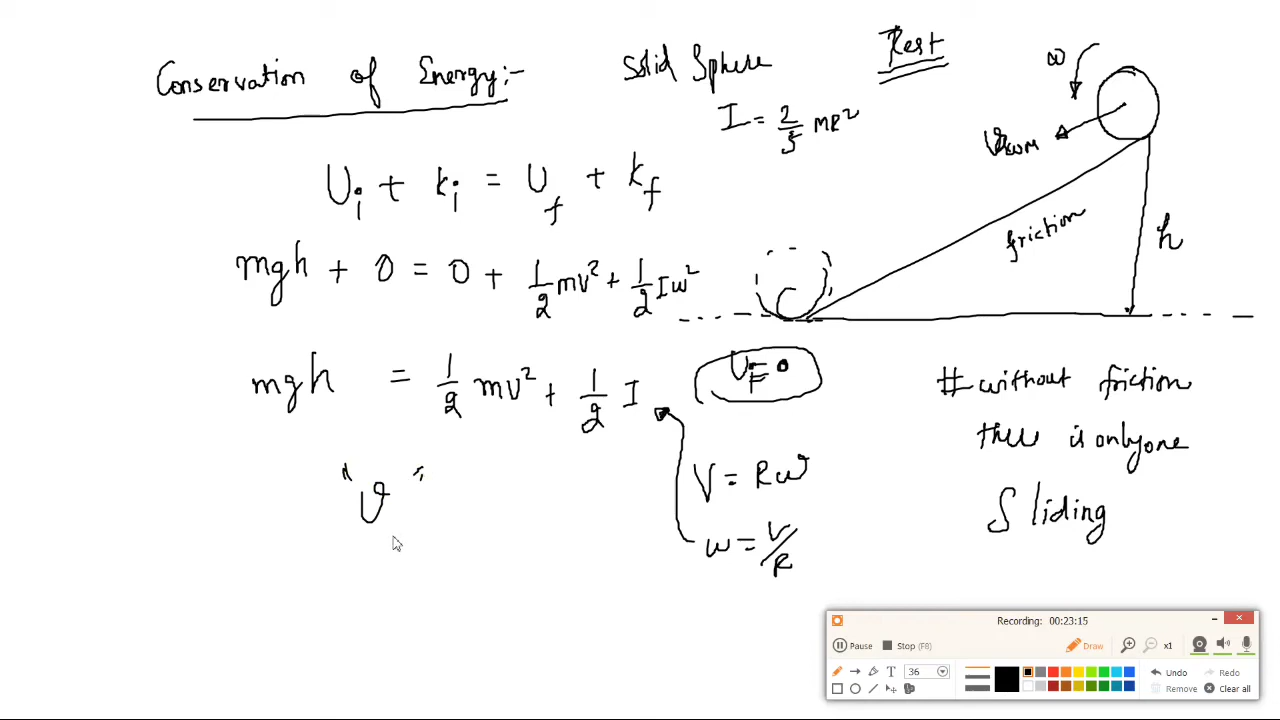 Conservation of Energy:-
Solid Sphere
Rest
I = 2/5 MR²
ω
Vcom
Ui + ki = Uf + kf
friction
h
mgh + 0 = 0 + 1/2 mv² + 1/2 Iω²
mgh = 1/2 mv² + 1/2 I
UF = 0
# without friction
there is only one
Sliding
V = Rω
ω = V/R
"v"
Recording: 00:23:15
Pause
Stop (F8)
Draw
x1
T
36
Undo
Redo
Remove
Clear all